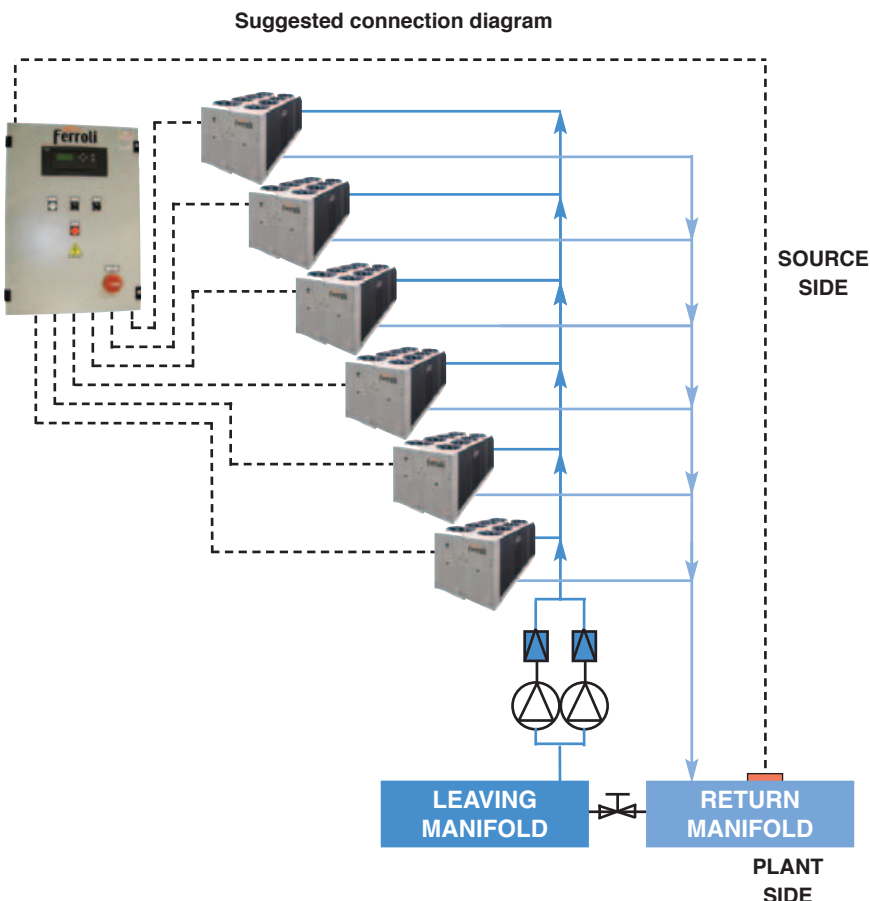 Suggested connection diagram
Ferroli
SOURCE
SIDE
LEAVING
MANIFOLD
RETURN
MANIFOLD
PLANT
SIDE